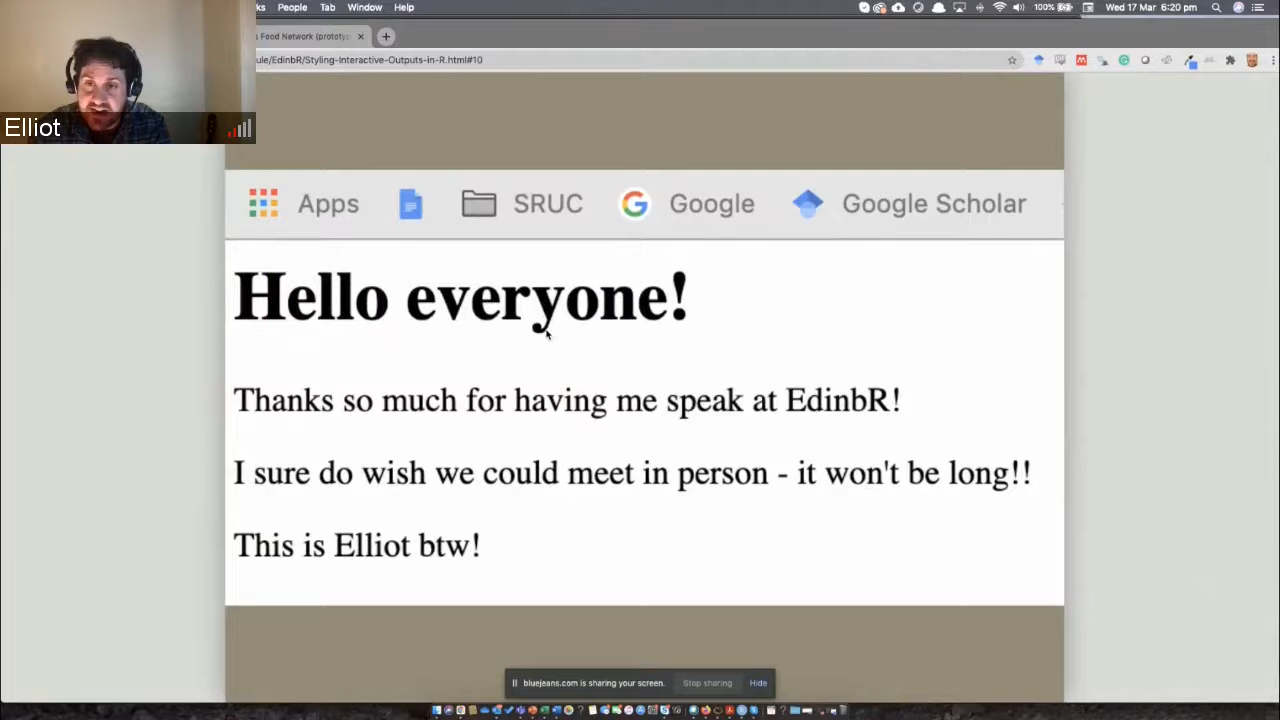 ks People Tab Window Help 100% Wed 17 Mar 6:20 pm
s Food Network (prototyp
ule/EdinbR/Styling-Interactive-Outputs-in-R.html#10
Elliot
Apps SRUC Google Google Scholar
Hello everyone!
Thanks so much for having me speak at EdinbR!
I sure do wish we could meet in person - it won't be long!!
This is Elliot btw!
bluejeans.com is sharing your screen. Stop sharing Hide